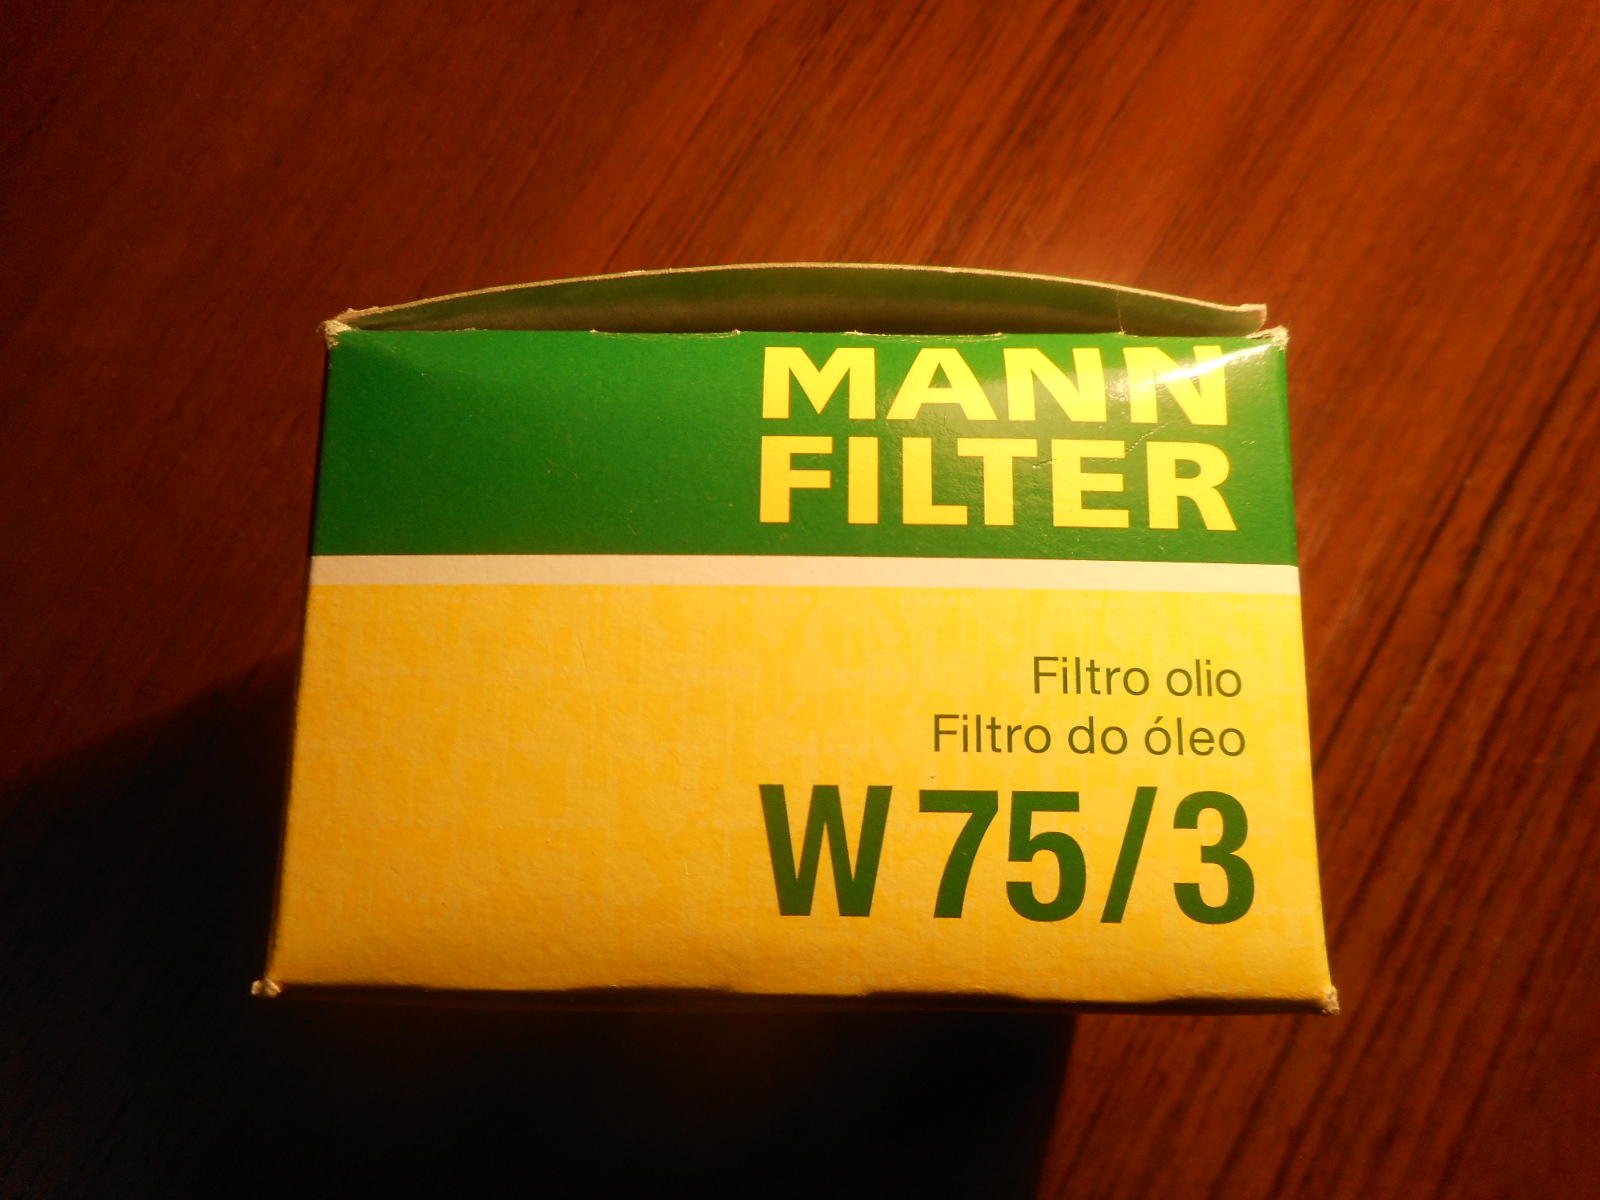 MANN
FILTER
Filtro olio
Filtro do óleo
W 75/3